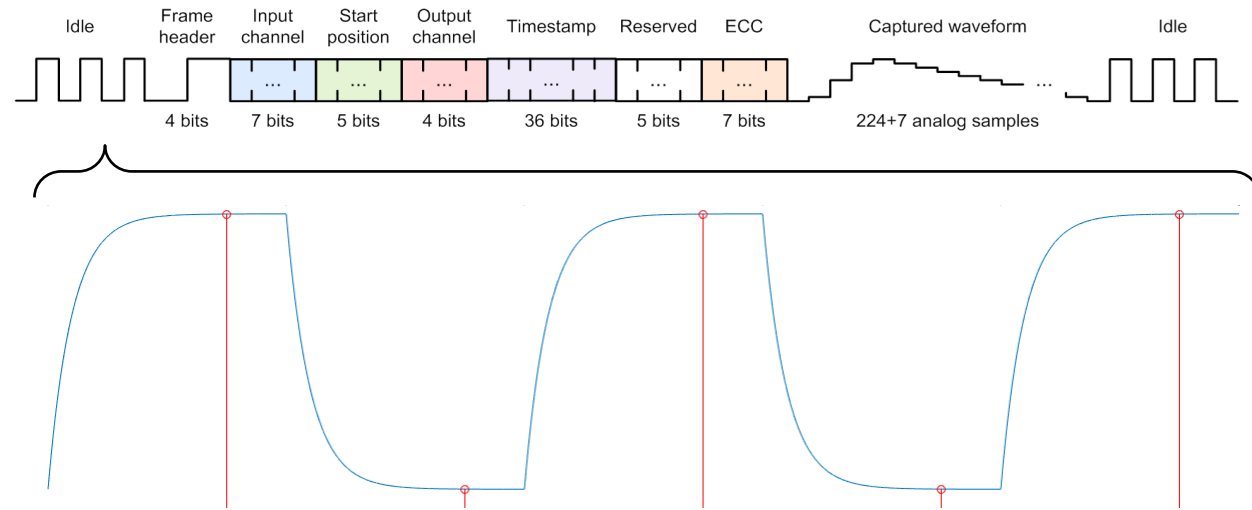 Idle
Frame header
Input channel
Start position
Output channel
Timestamp
Reserved
ECC
Captured waveform
Idle
...
...
...
...
...
...
...
4 bits
7 bits
5 bits
4 bits
36 bits
5 bits
7 bits
224+7 analog samples